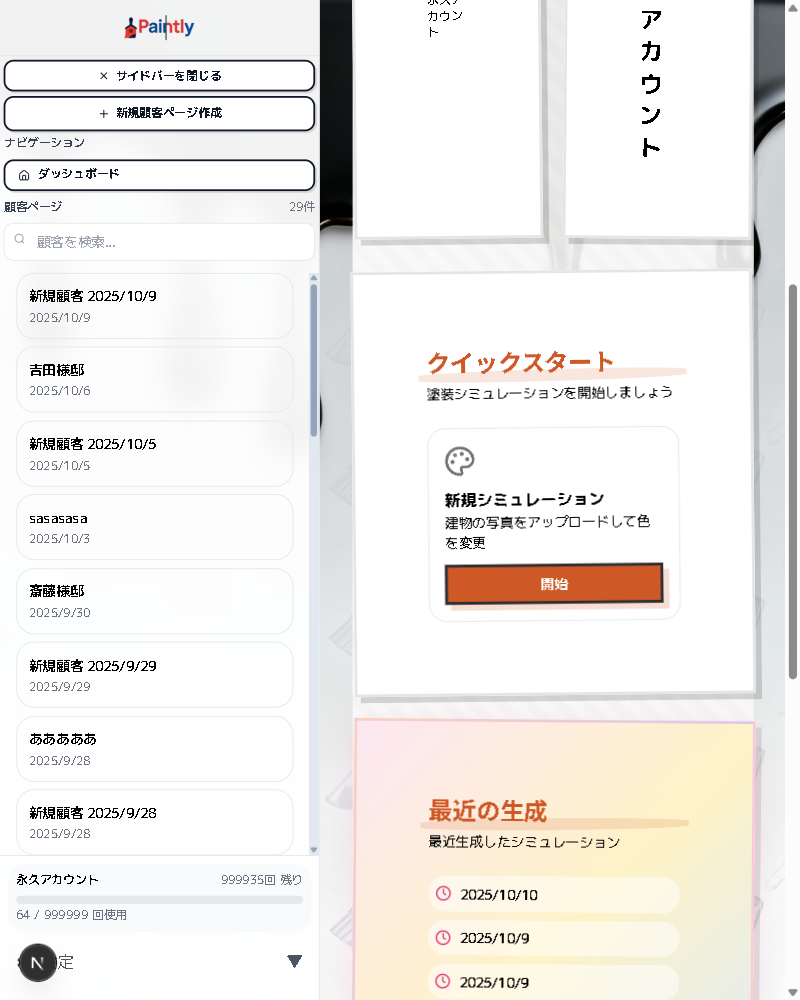 Paintly
× サイドバーを閉じる
+ 新規顧客ページ作成
ナビゲーション
ダッシュボード
顧客ページ
29件
顧客を検索...
新規顧客 2025/10/9
2025/10/9
吉田様邸
2025/10/6
新規顧客 2025/10/5
2025/10/5
sasasasa
2025/10/3
斎藤様邸
2025/9/30
新規顧客 2025/9/29
2025/9/29
あああああ
2025/9/28
新規顧客 2025/9/28
2025/9/28
永久アカウント
999935回 残り
64 / 999999 回使用
N
定
永久ア
カウン
ト
アカウント
クイックスタート
塗装シミュレーションを開始しましょう
新規シミュレーション
建物の写真をアップロードして色
を変更
開始
最近の生成
最近生成したシミュレーション
2025/10/10
2025/10/9
2025/10/9